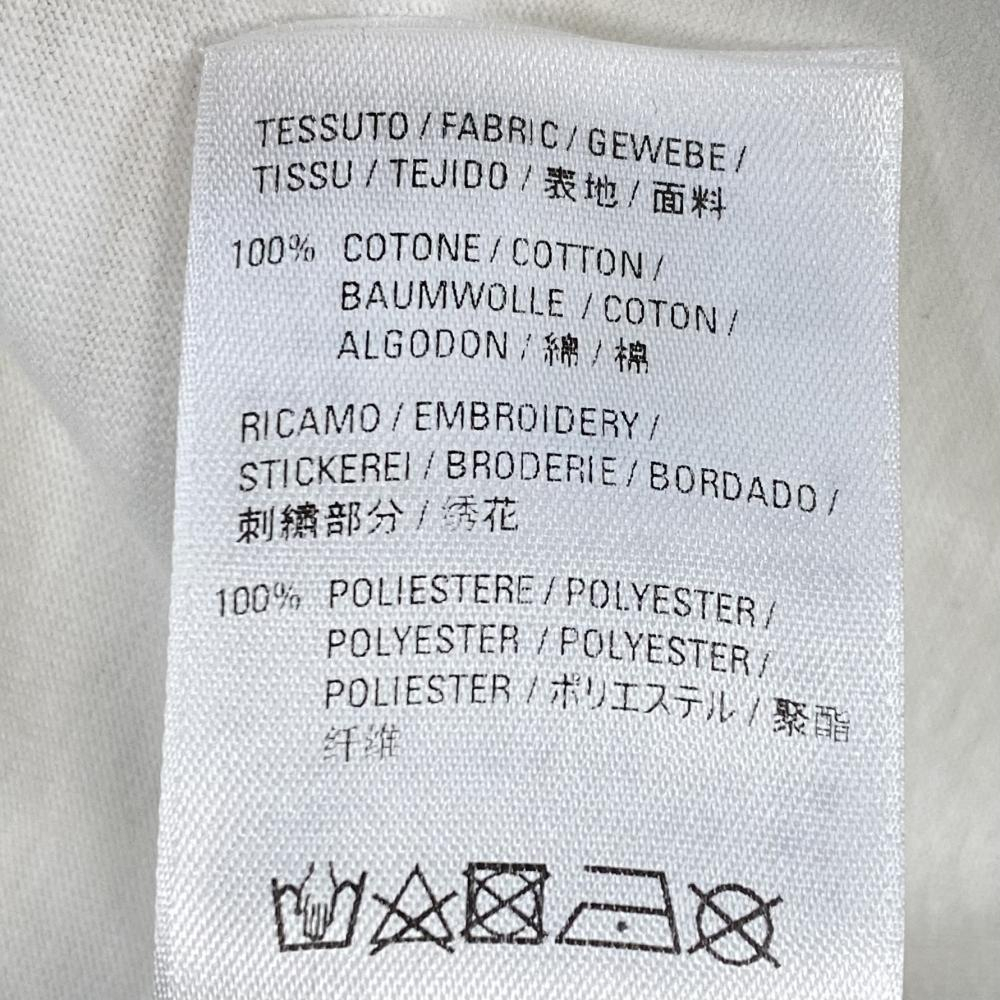 TESSUTO / FABRIC / GEWEBE /
TISSU / TEJIDO / 表地 / 面料
100% COTONE / COTTON /
BAUMWOLLE / COTON /
ALGODON / 綿 / 棉
RICAMO / EMBROIDERY /
STICKEREI / BRODERIE / BORDADO /
刺繍部分 / 绣花
100% POLIESTERE / POLYESTER /
POLYESTER / POLYESTER /
POLIESTER / ポリエステル / 聚酯
纤维